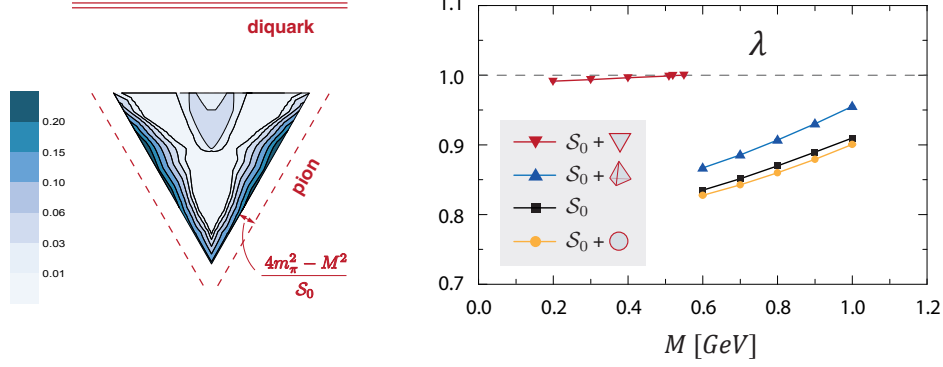 diquark
0.20
0.15
0.10
0.06
0.03
0.01
pion
4m_π^2 − M^2
S_0
1.1
1.0
0.9
0.8
0.7
λ
S_0 + ▽
S_0 +
S_0
S_0 + ○
0.0 0.2 0.4 0.6 0.8 1.0 1.2
M [GeV]